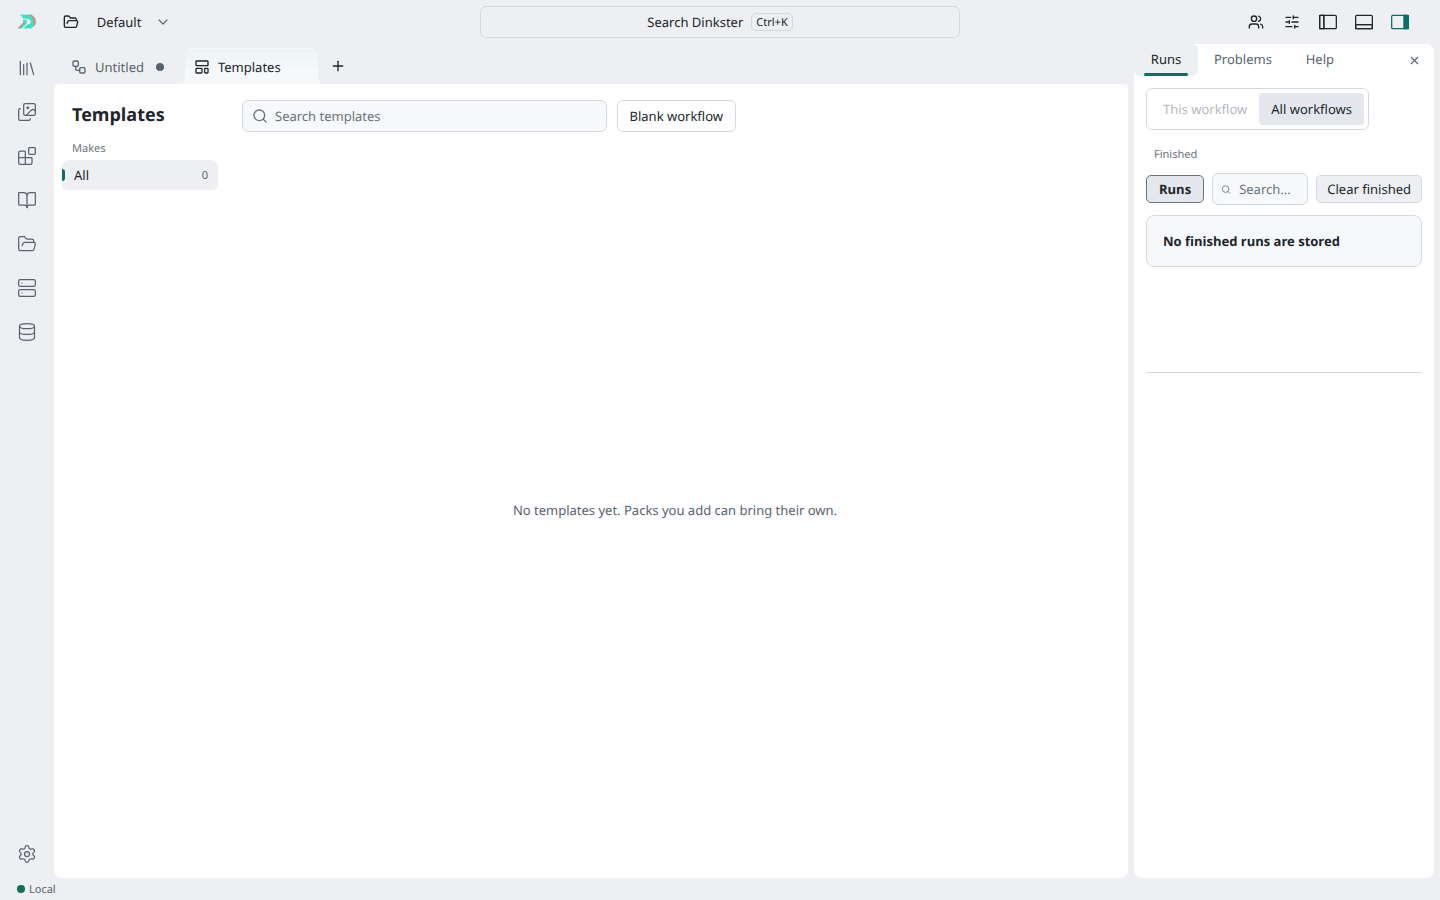 Default
Search Dinkster Ctrl+K
Untitled
Templates
Runs
Problems
Help
Templates
Search templates
Blank workflow
Makes
All 0
No templates yet. Packs you add can bring their own.
This workflow
All workflows
Finished
Runs
Search...
Clear finished
No finished runs are stored
Local